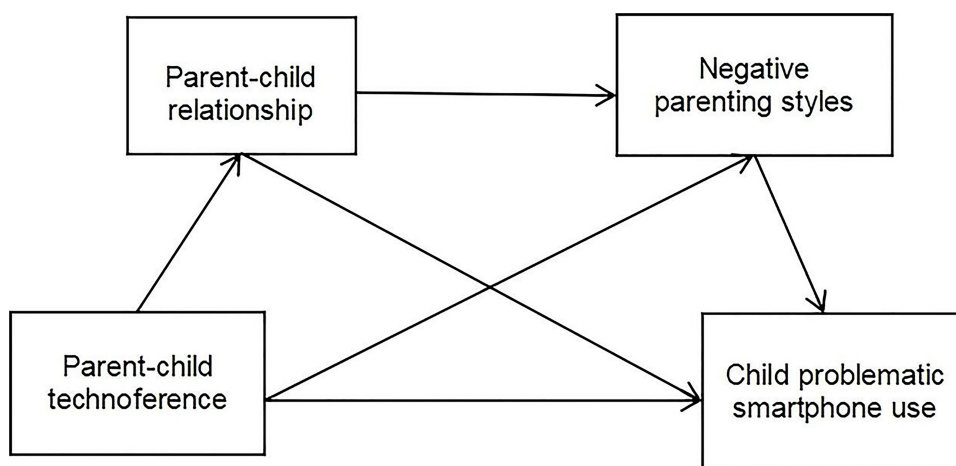 Parent-child
relationship
Negative
parenting styles
Parent-child
technoference
Child problematic
smartphone use